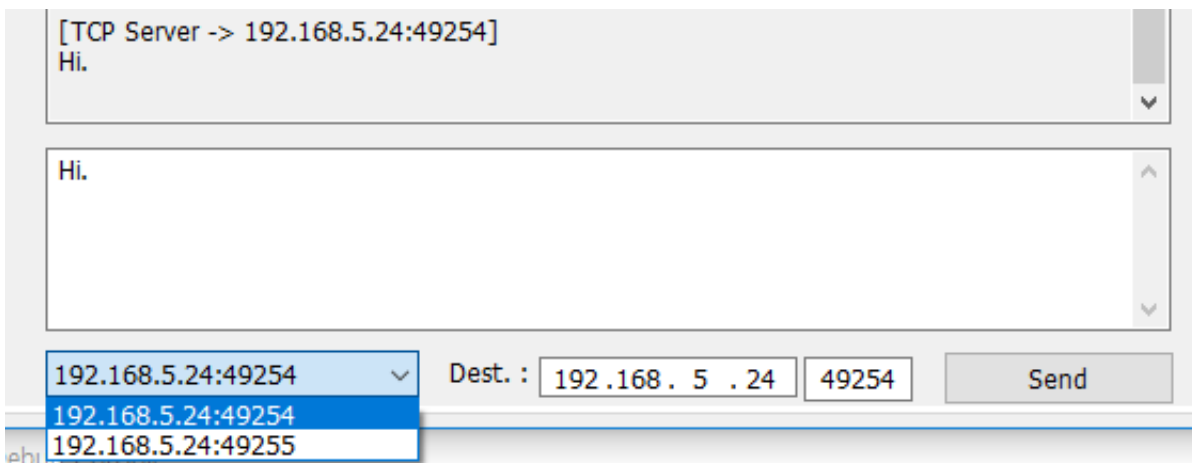 [TCP Server -> 192.168.5.24:49254]
Hi.
Hi.
192.168.5.24:49254 Dest. : 192.168. 5 .24 49254 Send
192.168.5.24:49254
192.168.5.24:49255